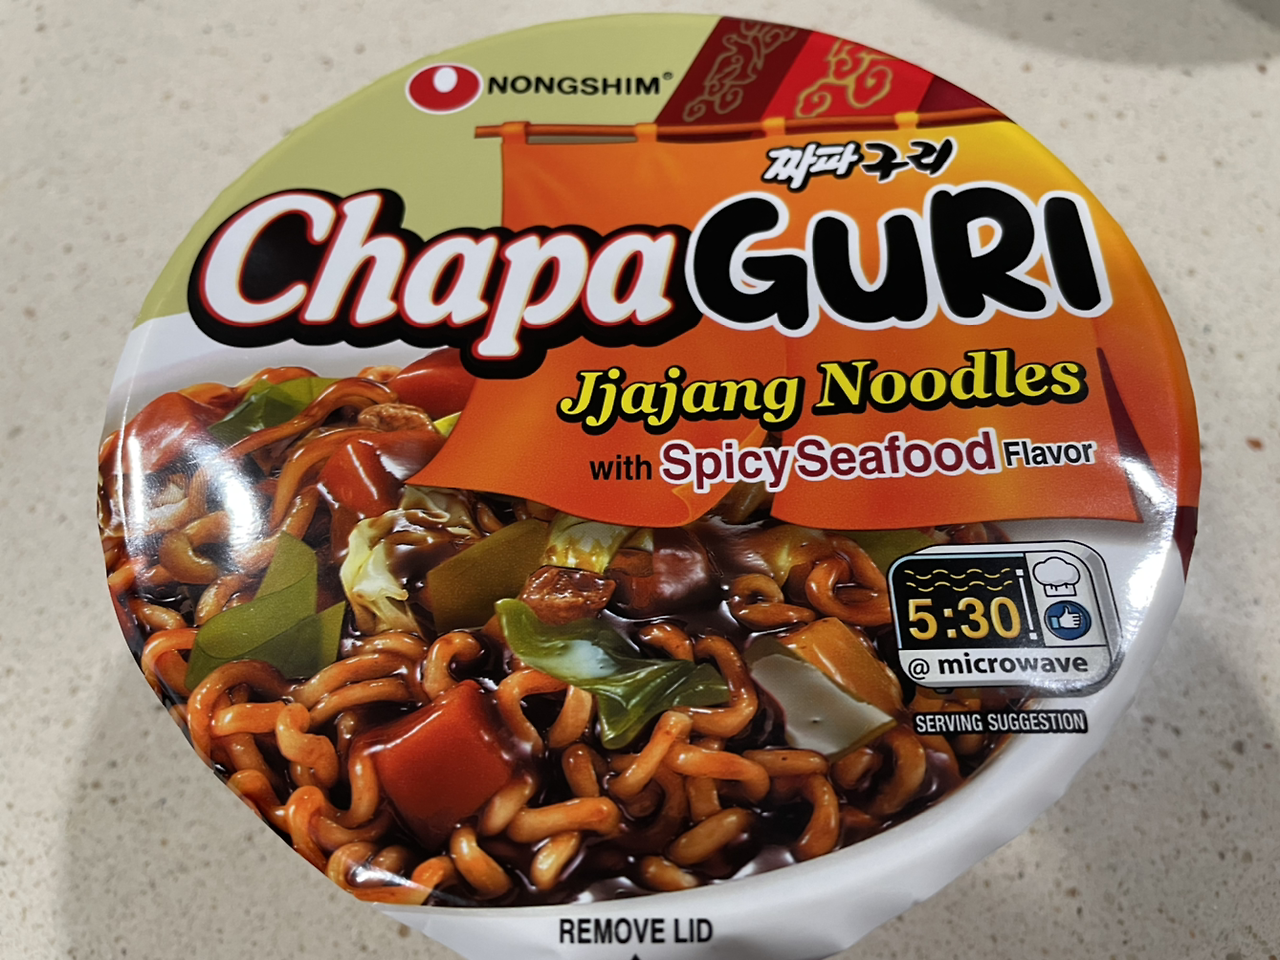 NONGSHIM®
짜파구리
ChapaGURI
Jjajang Noodles
with Spicy Seafood Flavor
5:30
@ microwave
SERVING SUGGESTION
REMOVE LID